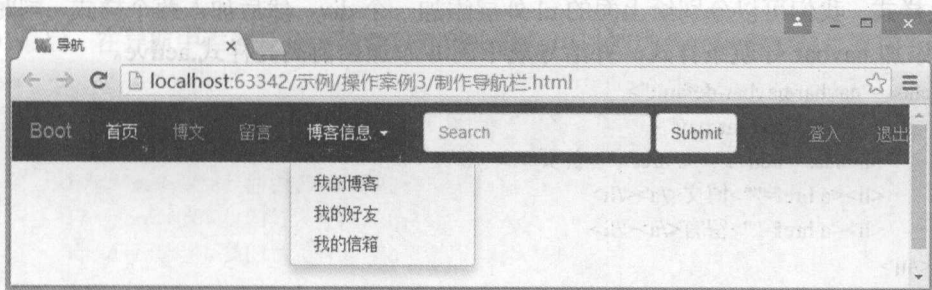 导航
localhost:63342/示例/操作案例3/制作导航栏.html
Boot 首页 博文 留言 博客信息 Search Submit 登入 退出
我的博客
我的好友
我的信箱